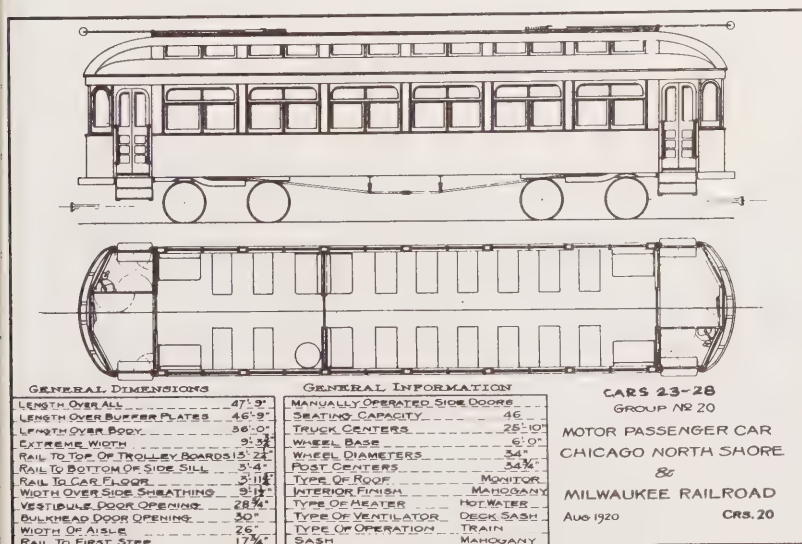 GENERAL DIMENSIONS
LENGTH OVER ALL 47'-9"
LENGTH OVER BUFFER PLATES 46'-9"
LENGTH OVER BODY 36'-0"
EXTREME WIDTH 9'-3¾"
RAIL TO TOP OF TROLLEY BOARDS 13'-2¼"
RAIL TO BOTTOM OF SIDE SILL 3'-4"
RAIL TO CAR FLOOR
WIDTH OVER SIDE SHEATHING 9'-1½"
VESTIBULE DOOR OPENING 28¾"
BULKHEAD DOOR OPENING 30"
WIDTH OF AISLE 26"
RAIL TO FIRST STEP 17¾"
GENERAL INFORMATION
MANUALLY OPERATED SIDE DOORS
SEATING CAPACITY 46
TRUCK CENTERS 25'-10"
WHEEL BASE 6'-0"
WHEEL DIAMETERS 34"
POST CENTERS 34¾"
TYPE OF ROOF MONITOR
INTERIOR FINISH MAHOGANY
TYPE OF HEATER HOT WATER
TYPE OF VENTILATOR DECK SASH
TYPE OF OPERATION TRAIN
SASH MAHOGANY
CARS 23-28
GROUP Nº 20
MOTOR PASSENGER CAR
CHICAGO NORTH SHORE
&
MILWAUKEE RAILROAD
AUG 1920 CRS. 20